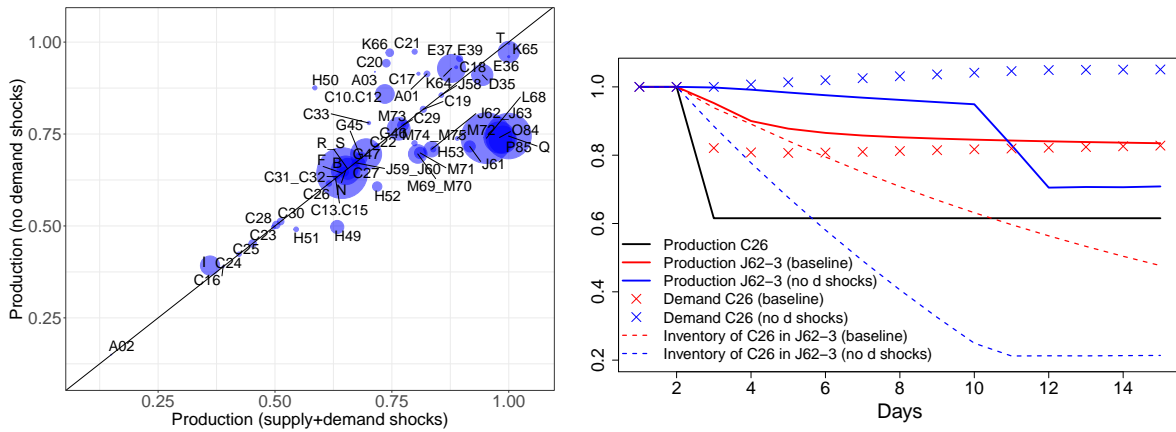 Production (no demand shocks)
1.00
0.75
0.50
0.25
0.25
0.50
0.75
1.00
Production (supply+demand shocks)
T
K66
C21
K65
E37.E39
C20
C18
E36
H50
A03
C17
K64
J58
D35
C10.C12
A01
C19
L68
C33
M73
C29
J62
J63
G45
G46
M74
M75
M72
O84
R_S
C22
G47
H53
P85
Q
F
B
J61
C31_C32
C27
J59_J60
M71
C26
N
H52
M69_M70
C13.C15
C28
C30
C23
H51
H49
C25
I
C24
C16
A02
1.0
0.8
0.6
0.4
0.2
Production C26
Production J62−3 (baseline)
Production J62−3 (no d shocks)
Demand C26 (baseline)
Demand C26 (no d shocks)
Inventory of C26 in J62−3 (baseline)
Inventory of C26 in J62−3 (no d shocks)
2
4
6
8
10
12
14
Days